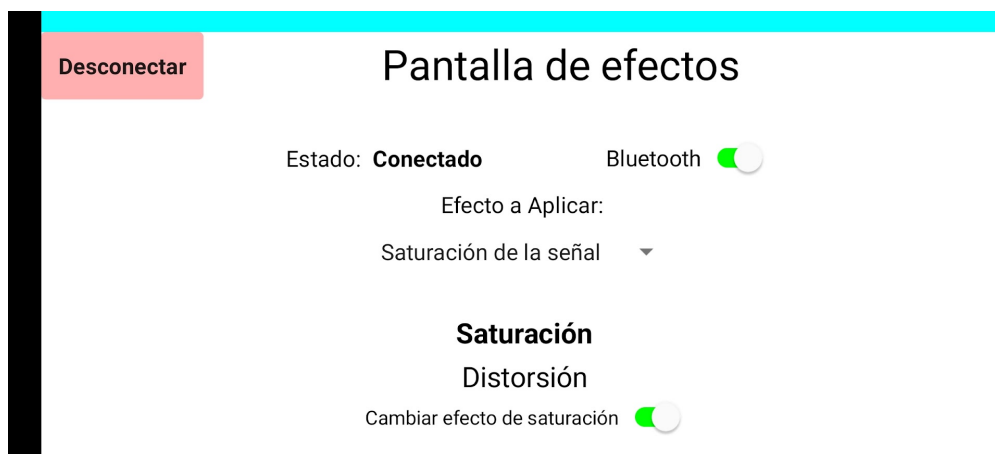 Desconectar
Pantalla de efectos
Estado: Conectado
Bluetooth
Efecto a Aplicar:
Saturación de la señal
Saturación
Distorsión
Cambiar efecto de saturación